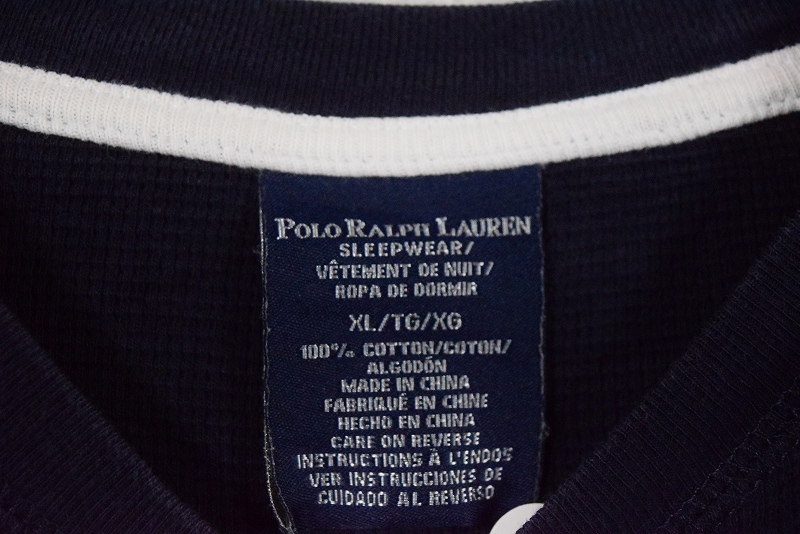 POLO RALPH LAUREN
SLEEPWEAR/
VÊTEMENT DE NUIT/
ROPA DE DORMIR
XL/TG/XG
100% COTTON/COTON/
ALGODÓN
MADE IN CHINA
FABRIQUÉ EN CHINE
HECHO EN CHINA
CARE ON REVERSE
INSTRUCTIONS À L'ENDOS
VER INSTRUCCIONES DE
CUIDADO AL REVERSO